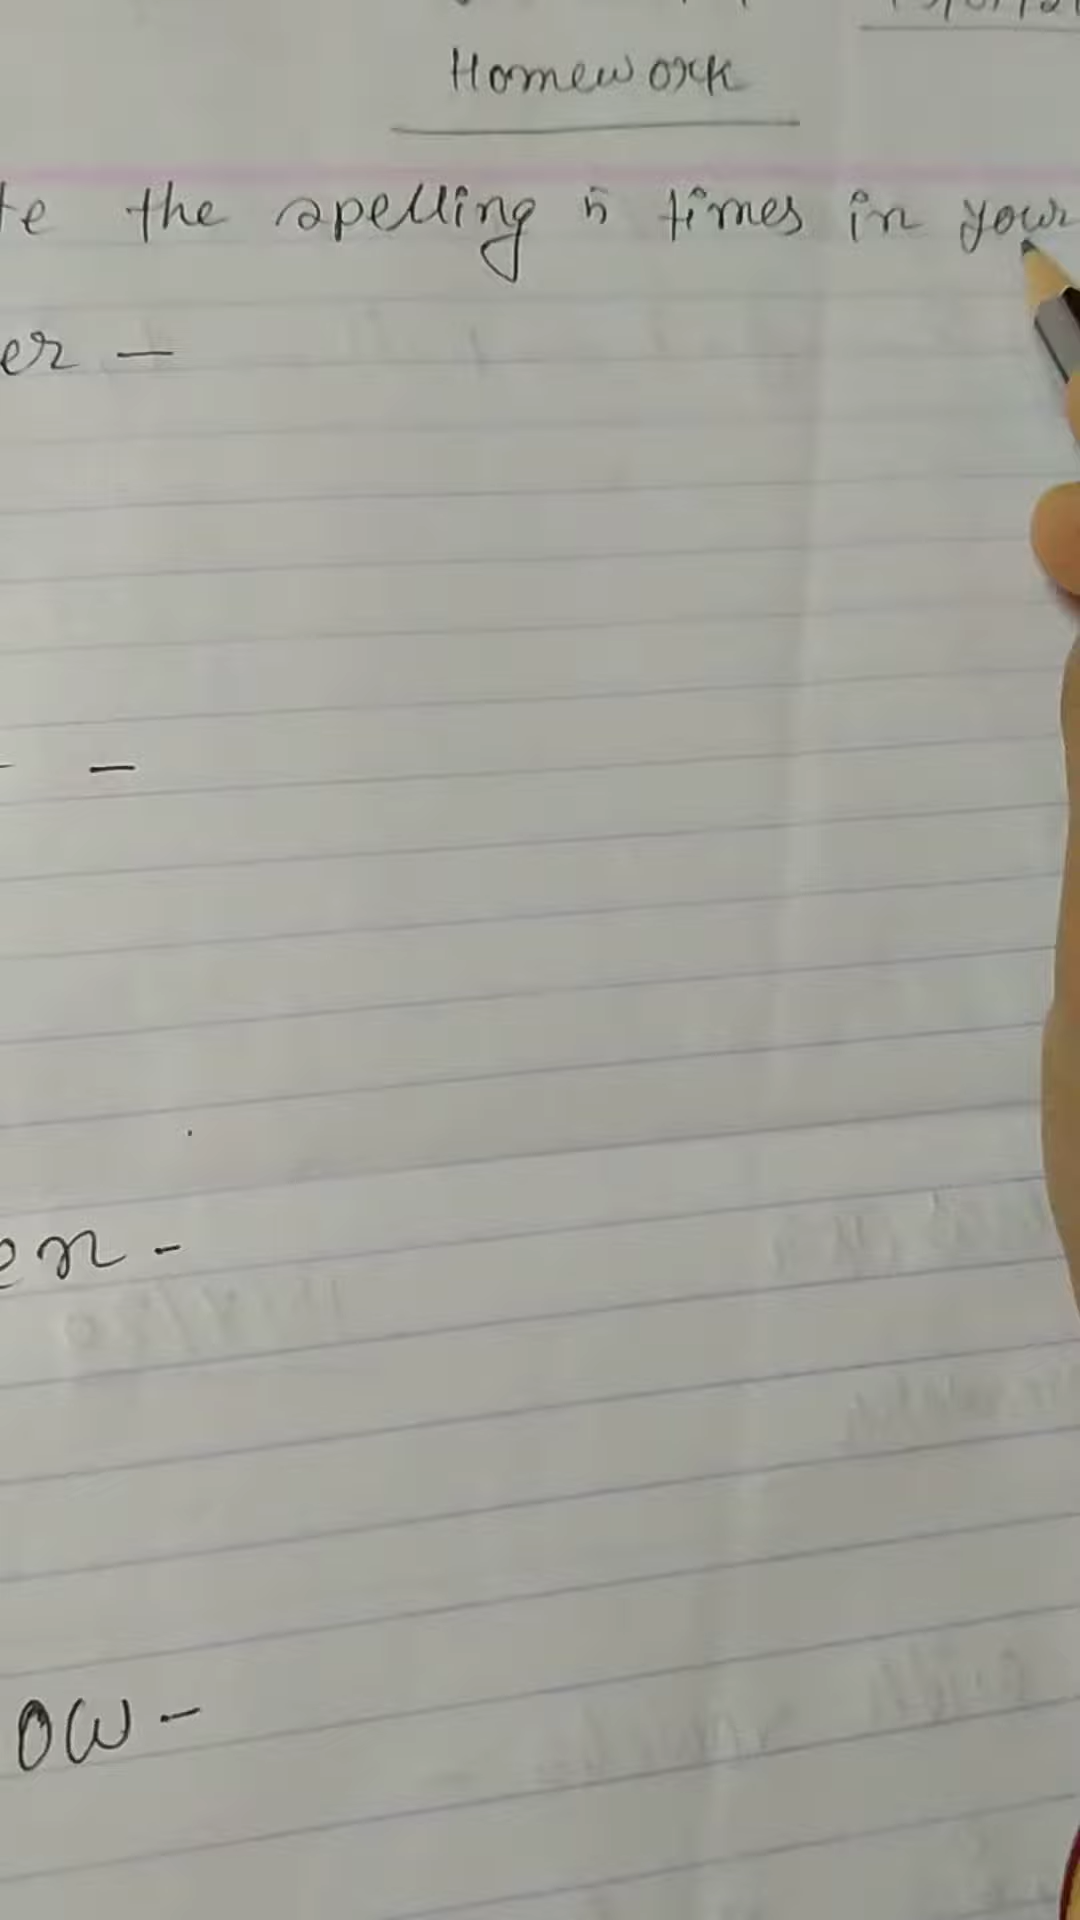 Homework
te the spelling 5 times in your
er -
-
en -
ow -